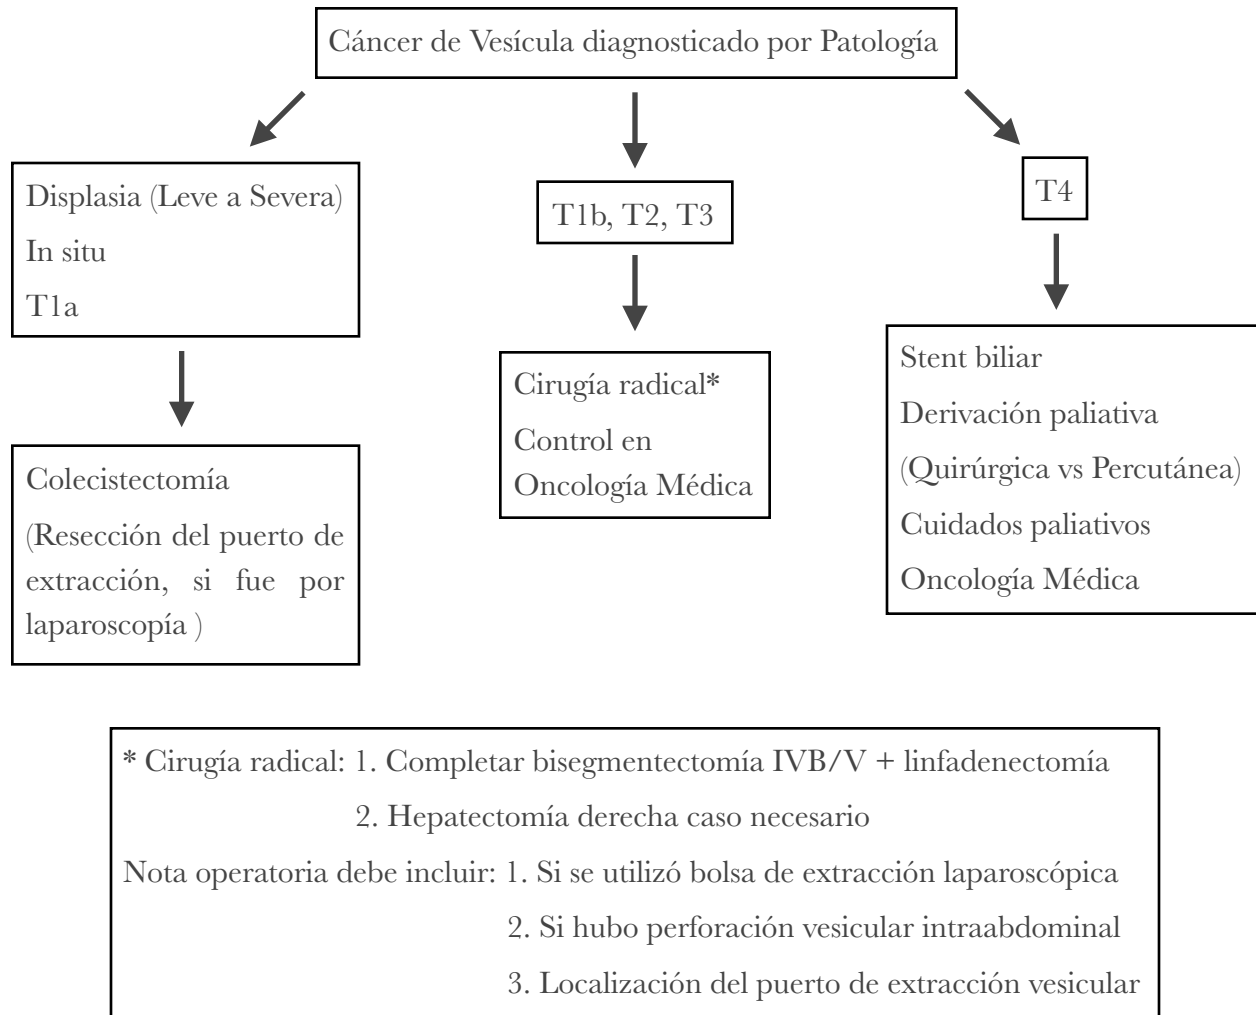 Cáncer de Vesícula diagnosticado por Patología
Displasia (Leve a Severa)
In situ
T1a
T1b, T2, T3
T4
Colecistectomía
(Resección del puerto de
extracción, si fue por
laparoscopía )
Cirugía radical*
Control en
Oncología Médica
Stent biliar
Derivación paliativa
(Quirúrgica vs Percutánea)
Cuidados paliativos
Oncología Médica
* Cirugía radical: 1. Completar bisegmentectomía IVB/V + linfadenectomía
2. Hepatectomía derecha caso necesario
Nota operatoria debe incluir: 1. Si se utilizó bolsa de extracción laparoscópica
2. Si hubo perforación vesicular intraabdominal
3. Localización del puerto de extracción vesicular